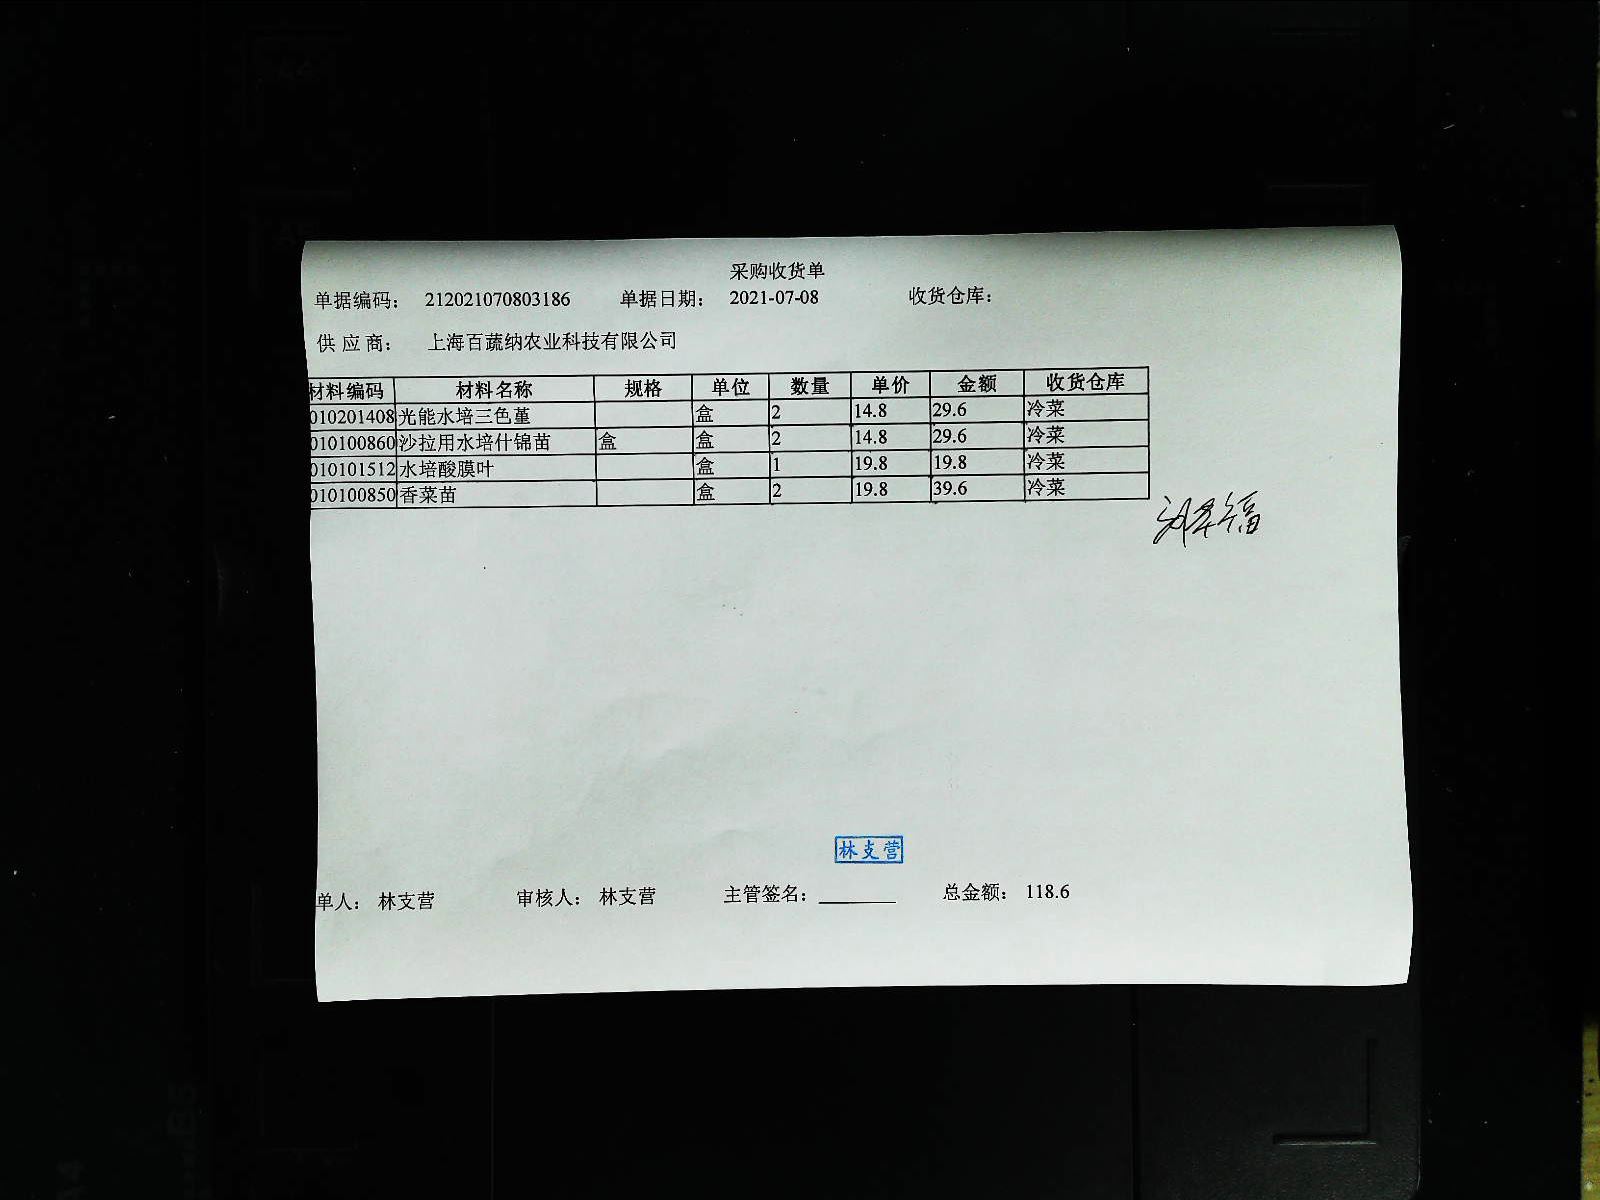 采购收货单
单据编码： 212021070803186 单据日期： 2021-07-08 收货仓库：
供 应 商： 上海百蔬纳农业科技有限公司
材料编码 材料名称 规格 单位 数量 单价 金额 收货仓库
010201408 光能水培三色堇 盒 2 14.8 29.6 冷菜
010100860 沙拉用水培什锦苗 盒 盒 2 14.8 29.6 冷菜
010101512 水培酸膜叶 盒 1 19.8 19.8 冷菜
010100850 香菜苗 盒 2 19.8 39.6 冷菜
林支营
单人： 林支营 审核人： 林支营 主管签名： 总金额： 118.6